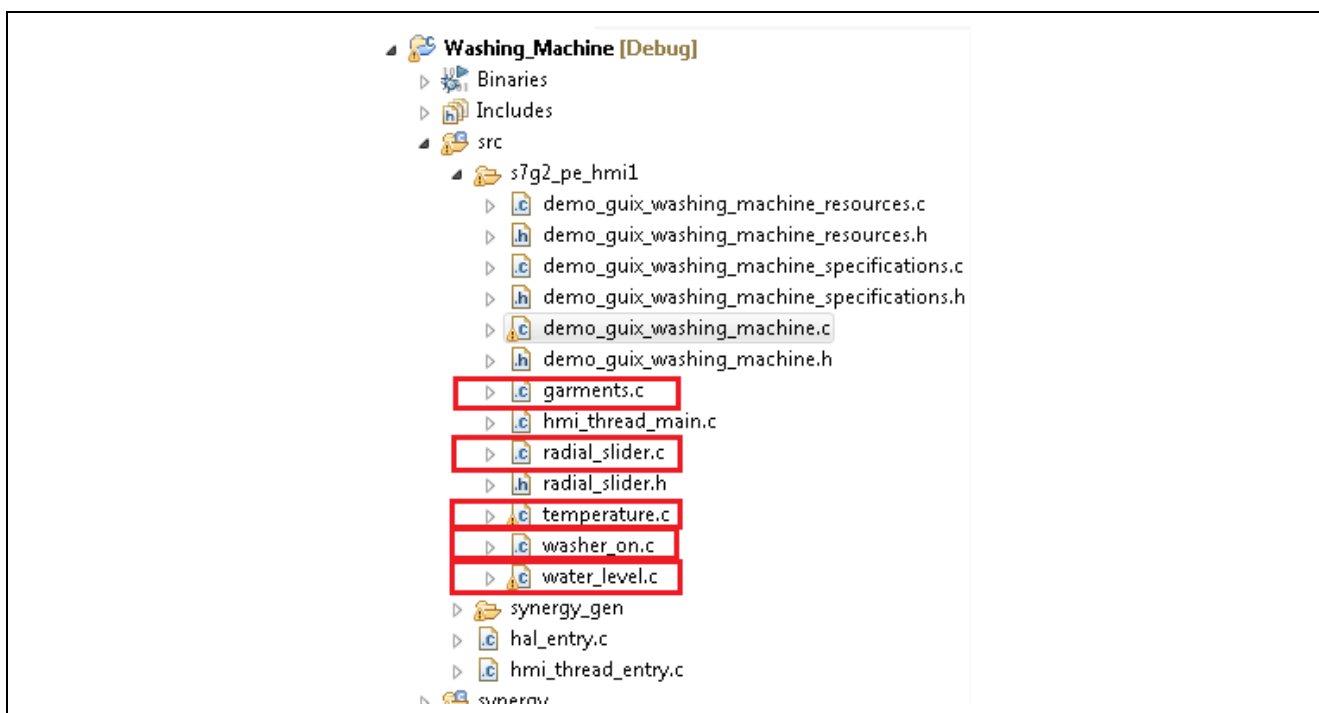 Washing_Machine [Debug]
Binaries
Includes
src
s7g2_pe_hmi1
demo_guix_washing_machine_resources.c
demo_guix_washing_machine_resources.h
demo_guix_washing_machine_specifications.c
demo_guix_washing_machine_specifications.h
demo_guix_washing_machine.c
demo_guix_washing_machine.h
garments.c
hmi_thread_main.c
radial_slider.c
radial_slider.h
temperature.c
washer_on.c
water_level.c
synergy_gen
hal_entry.c
hmi_thread_entry.c
synergy